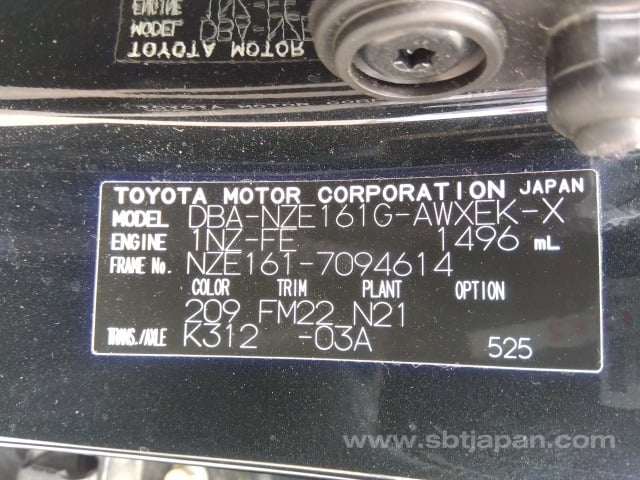 TOYOTA MOTOR CORPORATION JAPAN
MODEL DBA-NZE161G-AWXEK-X
ENGINE 1NZ-FE 1496 mL
FRAME No. NZE161-7094614
COLOR TRIM PLANT OPTION
209 FM22 N21
TRANS./AXLE K312 -03A 525
www.sbtjapan.com